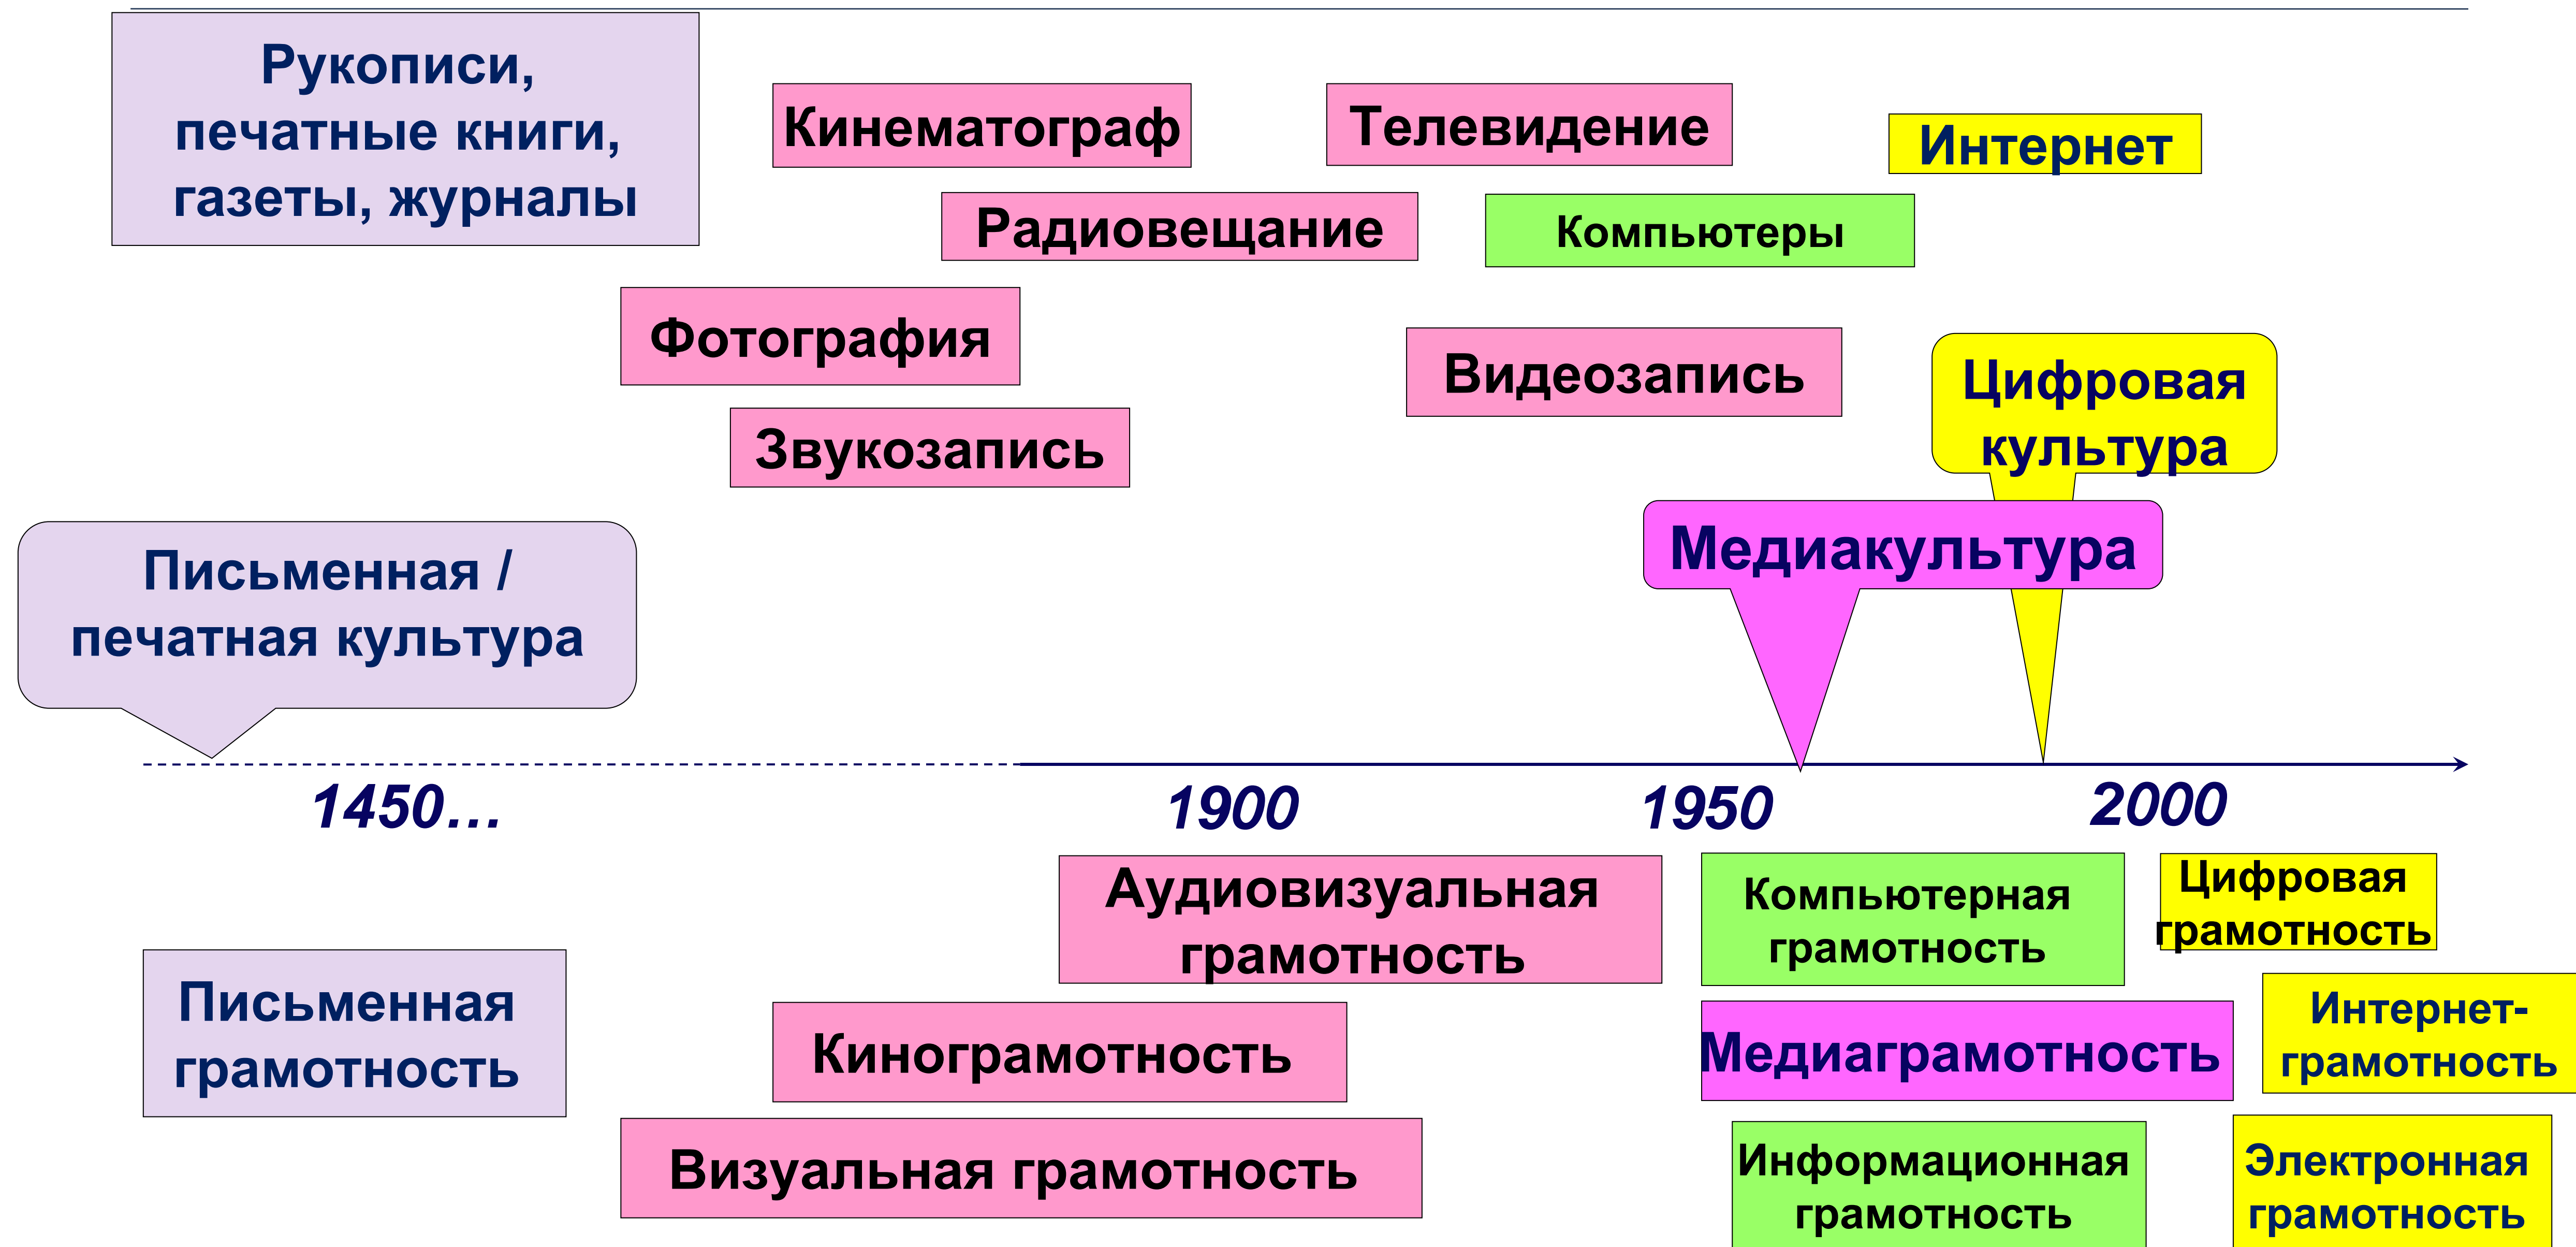 Рукописи,
печатные книги,
газеты, журналы
Кинематограф
Телевидение
Интернет
Радиовещание
Компьютеры
Фотография
Видеозапись
Цифровая
культура
Звукозапись
Медиакультура
Письменная /
печатная культура
1450…
1900
1950
2000
Аудиовизуальная
грамотность
Компьютерная
грамотность
Цифровая
грамотность
Письменная
грамотность
Кинограмотность
Медиаграмотность
Интернет-
грамотность
Визуальная грамотность
Информационная
грамотность
Электронная
грамотность